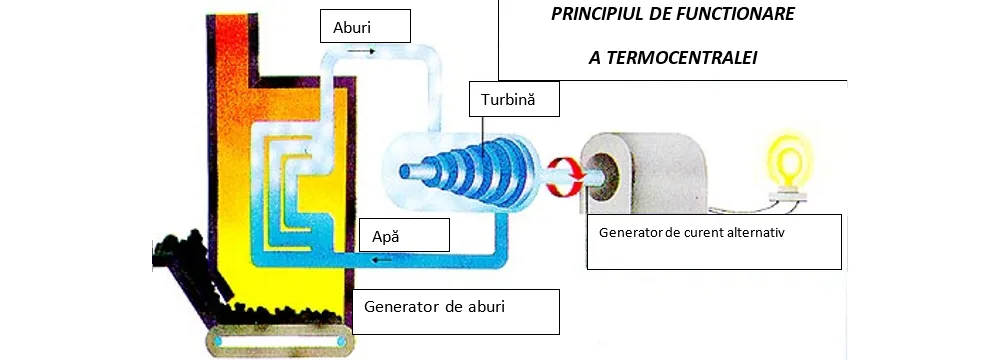 PRINCIPIUL DE FUNCTIONARE
A TERMOCENTRALEI
Aburi
Turbină
Generator de curent alternativ
Apă
Generator de aburi